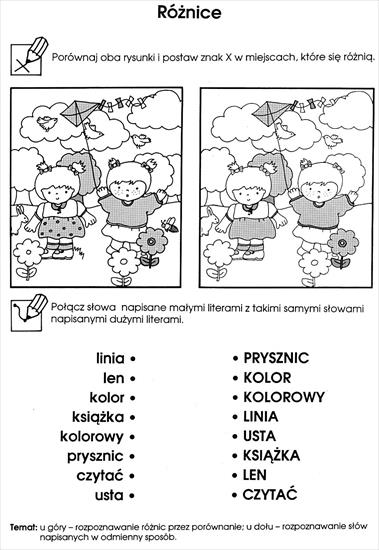 Różnice
Porównaj oba rysunki i postaw znak X w miejscach, które się różnią.
Połącz słowa napisane małymi literami z takimi samymi słowami
napisanymi dużymi literami.
linia • • PRYSZNIC
len • • KOLOR
kolor • • KOLOROWY
książka • • LINIA
kolorowy • • USTA
prysznic • • KSIĄŻKA
czytać • • LEN
usta • • CZYTAĆ
Temat: u góry – rozpoznawanie różnic przez porównanie; u dołu – rozpoznawanie słów
napisanych w odmienny sposób.